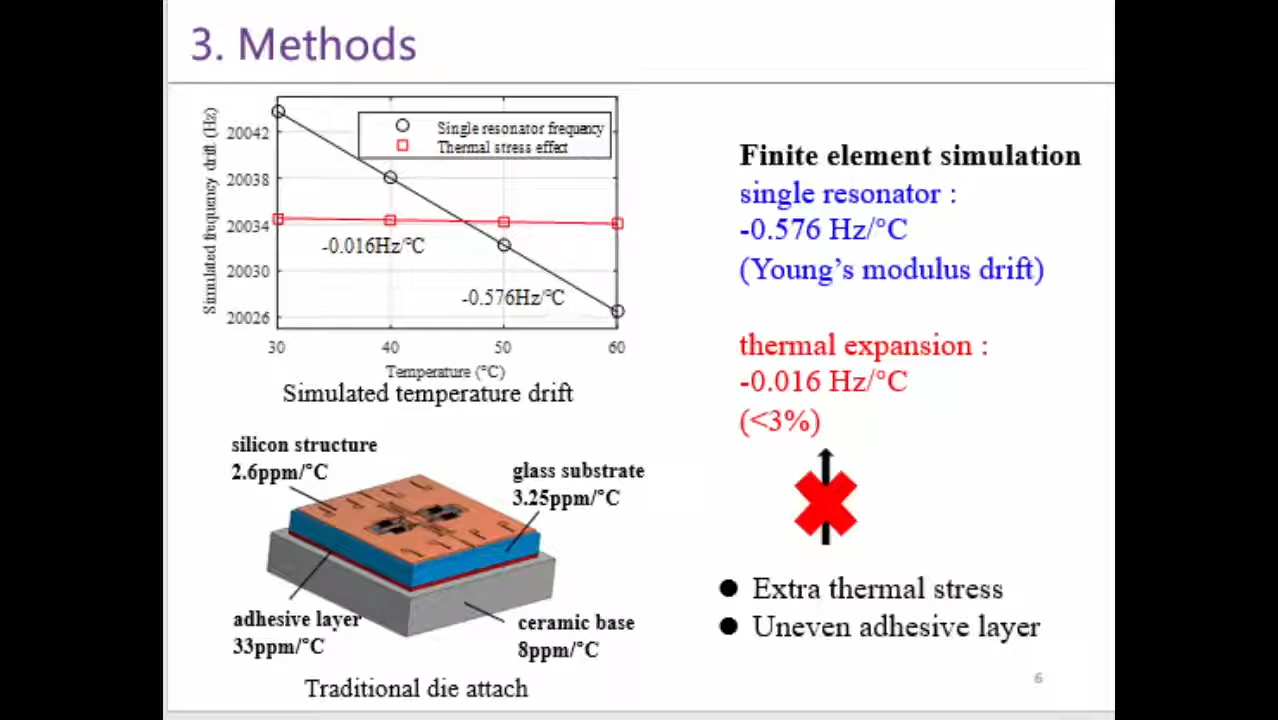 3. Methods
Simulated frequency drift (Hz)
20042
20038
20034
20030
20026
Single resonator frequency
Thermal stress effect
-0.016Hz/°C
-0.576Hz/°C
30 40 50 60
Temperature (°C)
Simulated temperature drift
silicon structure
2.6ppm/°C
glass substrate
3.25ppm/°C
adhesive layer
33ppm/°C
ceramic base
8ppm/°C
Traditional die attach
Finite element simulation
single resonator :
-0.576 Hz/°C
(Young’s modulus drift)
thermal expansion :
-0.016 Hz/°C
(<3%)
● Extra thermal stress
● Uneven adhesive layer
6